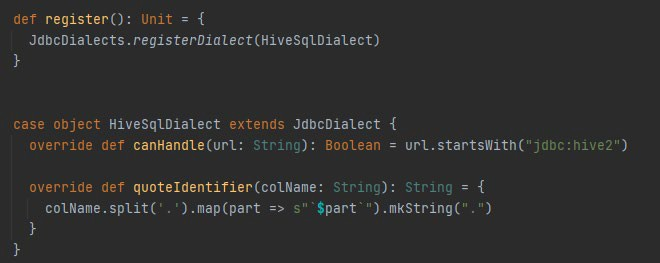 def register(): Unit = {
  JdbcDialects.registerDialect(HiveSqlDialect)
}
case object HiveSqlDialect extends JdbcDialect {
  override def canHandle(url: String): Boolean = url.startsWith("jdbc:hive2")
  override def quoteIdentifier(colName: String): String = {
    colName.split('.').map(part => s"`$part`").mkString(".")
  }
}